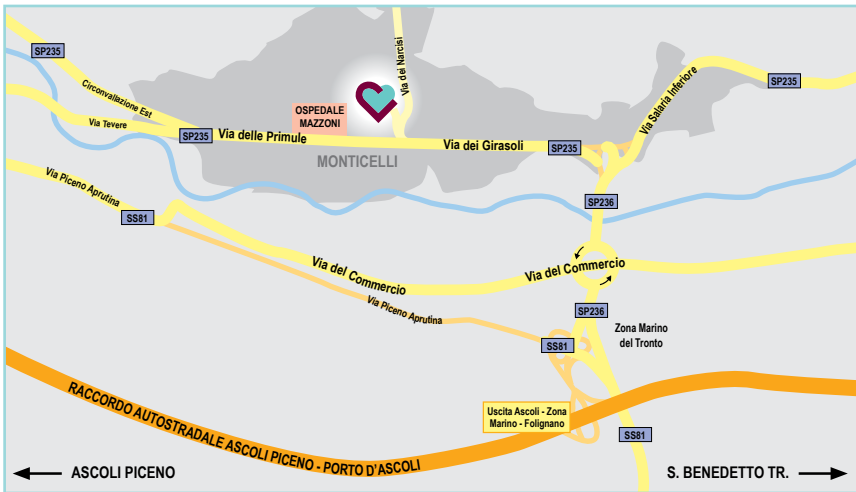 SP235
Via dei Narcisi
SP235
Circonvallazione Est
Via Salaria Inferiore
OSPEDALE
MAZZONI
Via Tevere
SP235
Via delle Primule
Via dei Girasoli
SP235
MONTICELLI
Via Piceno Aprutina
SP236
SS81
Via del Commercio
Via del Commercio
Via Piceno Aprutina
SP236
Zona Marino
del Tronto
SS81
RACCORDO AUTOSTRADALE ASCOLI PICENO - PORTO D'ASCOLI
Uscita Ascoli - Zona
Marino - Folignano
SS81
ASCOLI PICENO
S. BENEDETTO TR.